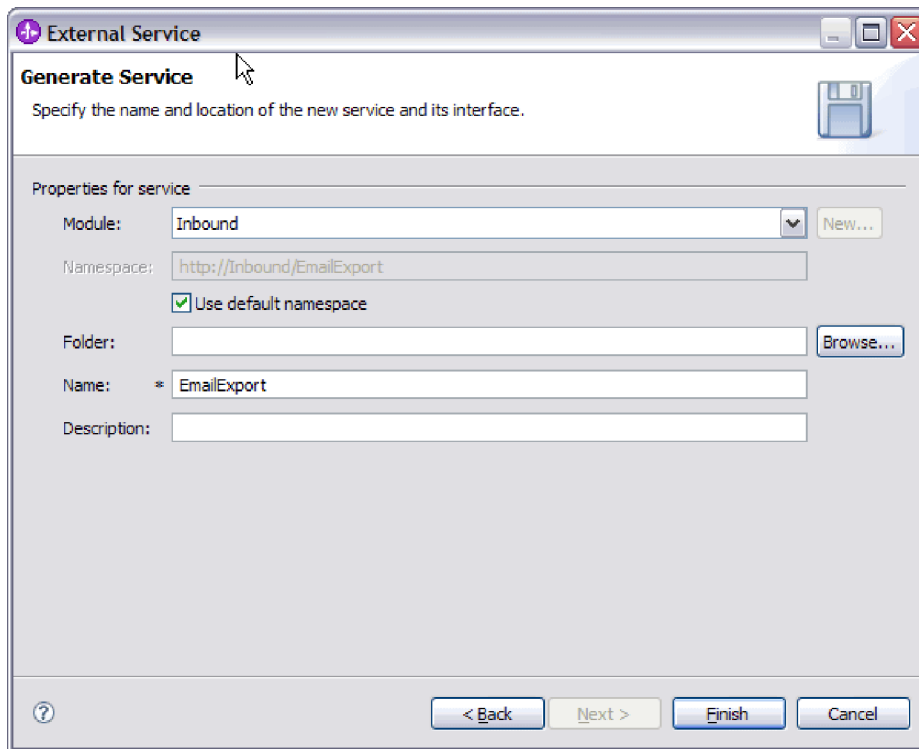 External Service
Generate Service
Specify the name and location of the new service and its interface.
Properties for service
Module: Inbound New...
Namespace: http://Inbound/EmailExport
Use default namespace
Folder: Browse...
Name: * EmailExport
Description:
? < Back Next > Finish Cancel